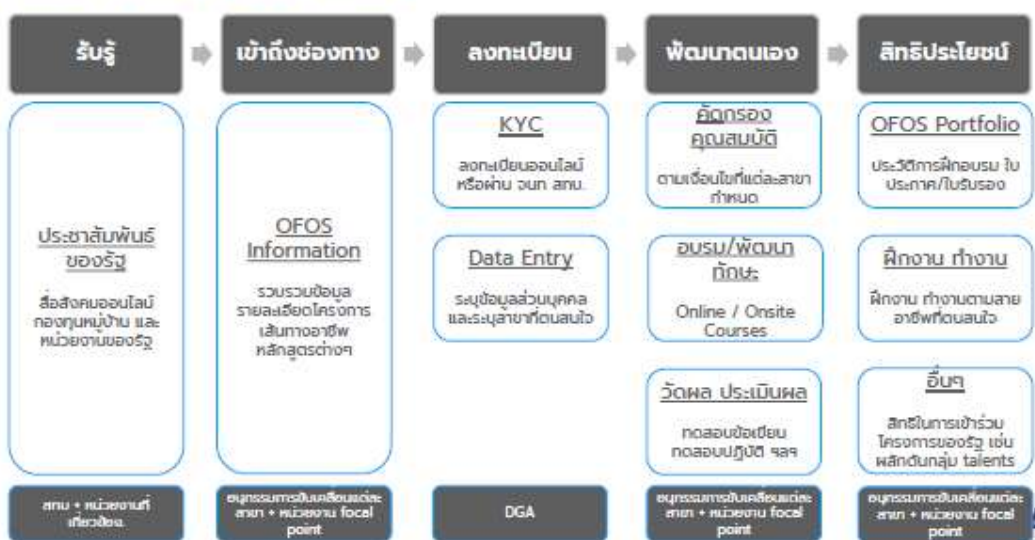 รับรู้
เข้าถึงช่องทาง
ลงทะเบียน
พัฒนาตนเอง
สิทธิประโยชน์
ประชาสัมพันธ์
ของรัฐ
สื่อสังคมออนไลน์
กองทุนหมู่บ้าน และ
หน่วยงานของรัฐ
OFOS
Information
รวบรวมข้อมูล
รายละเอียดโครงการ
เส้นทางอาชีพ
หลักสูตรต่างๆ
KYC
ลงทะเบียนออนไลน์
หรือผ่าน จนท สทบ.
Data Entry
ระบุข้อมูลส่วนบุคคล
และระบุสาขาที่ตนสนใจ
คัดกรอง
คุณสมบัติ
ตามเงื่อนไขที่แต่ละสาขา
กำหนด
อบรม/พัฒนา
ทักษะ
Online / Onsite
Courses
วัดผล ประเมินผล
ทดสอบข้อเขียน
ทดสอบปฏิบัติ ฯลฯ
OFOS Portfolio
ประวัติการฝึกอบรม ใบ
ประกาศ/ใบรับรอง
ฝึกงาน ทำงาน
ฝึกงาน ทำงานตามสาย
อาชีพที่ตนสนใจ
อื่นๆ
สิทธิในการเข้าร่วม
โครงการของรัฐ เช่น
ผลักดันกลุ่ม talents
สทบ + หน่วยงานที่
เกี่ยวข้อง
อนุกรรมการขับเคลื่อนแต่ละ
สาขา + หน่วยงาน focal
point
DGA
อนุกรรมการขับเคลื่อนแต่ละ
สาขา + หน่วยงาน focal
point
อนุกรรมการขับเคลื่อนแต่ละ
สาขา + หน่วยงาน focal
point